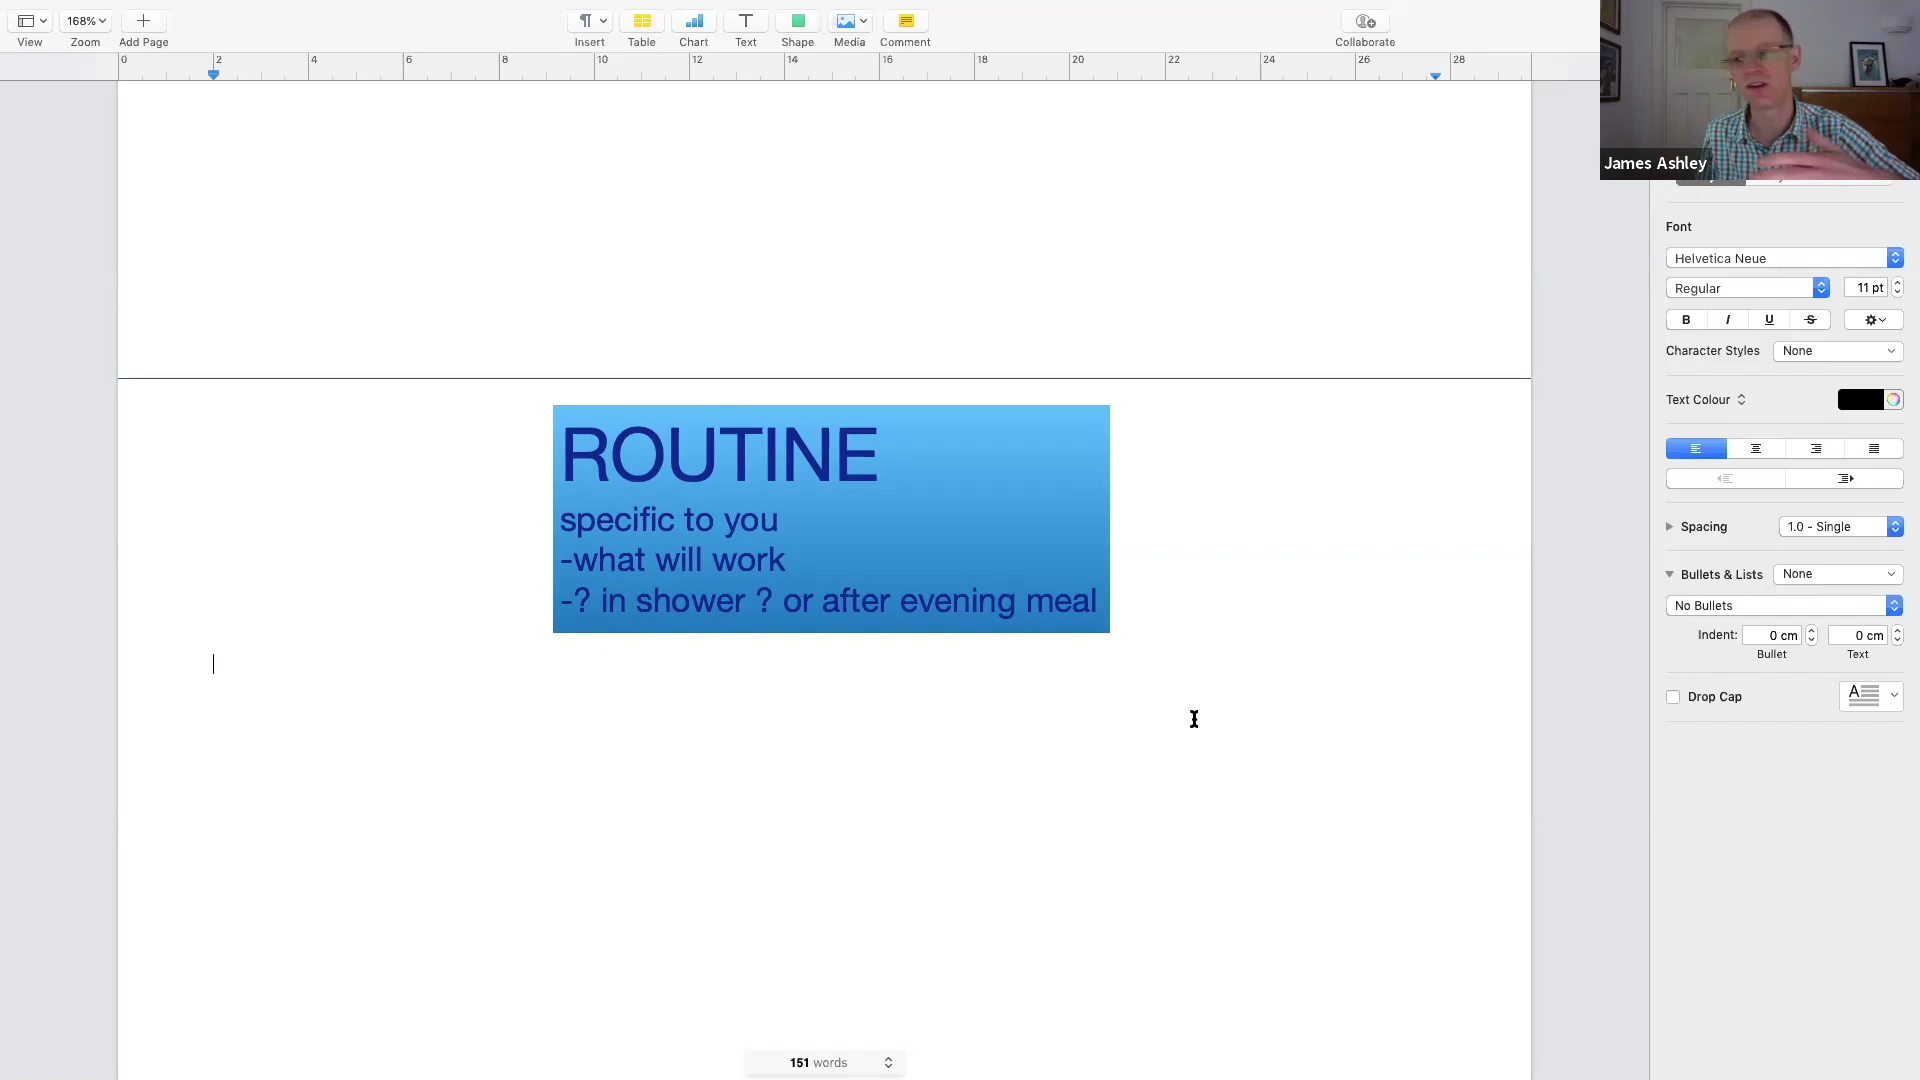 168%
View
Zoom
Add Page
Insert
Table
Chart
Text
Shape
Media
Comment
Collaborate
0 2 4 6 8 10 12 14 16 18 20 22 24 26 28
James Ashley
ROUTINE
specific to you
-what will work
-? in shower ? or after evening meal
Font
Helvetica Neue
Regular
11 pt
B I U S
Character Styles
None
Text Colour
Spacing
1.0 - Single
Bullets & Lists
None
No Bullets
Indent:
0 cm
0 cm
Bullet
Text
Drop Cap
A
151 words